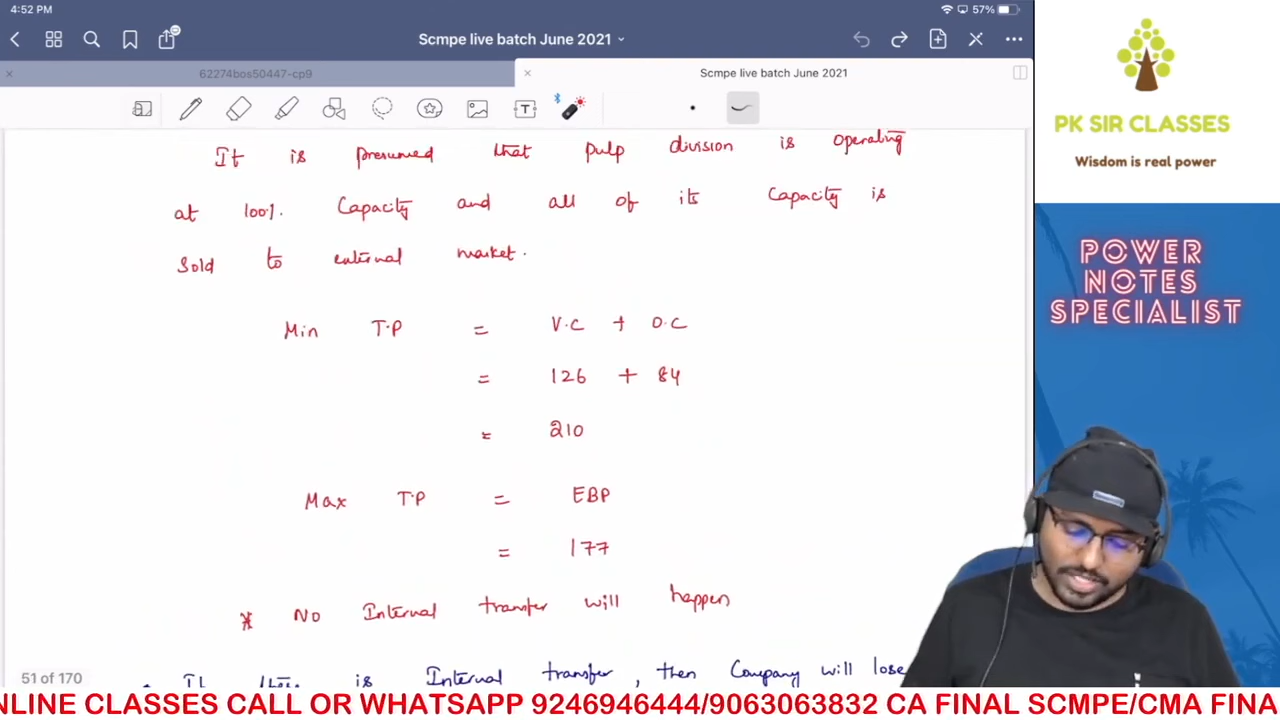 4:52 PM
57%
Scmpe live batch June 2021
62274bos50447-cp9
Scmpe live batch June 2021
PK SIR CLASSES
Wisdom is real power
POWER
NOTES
SPECIALIST
It is presumed that pulp division is operating
at 100% Capacity and all of its Capacity is
Sold to external market.
Min T.P = V.C + O.C
= 126 + 84
= 210
Max T.P = EBP
= 177
* No Internal transfer will happen
If there is Internal transfer, then Company will lose
51 of 170
NLINE CLASSES CALL OR WHATSAPP 9246946444/9063063832 CA FINAL SCMPE/CMA FINA